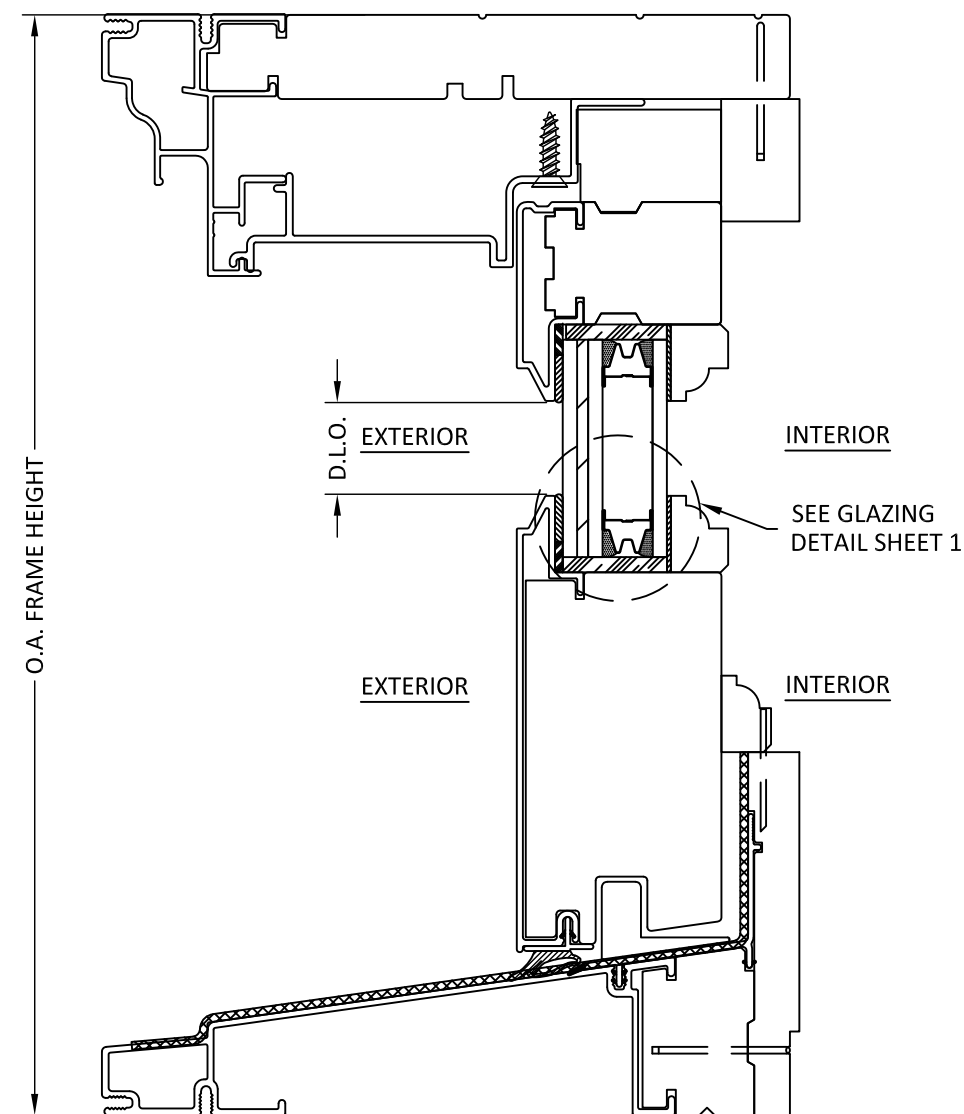 EXTERIOR
INTERIOR
D.L.O.
SEE GLAZING
DETAIL SHEET 1
O.A. FRAME HEIGHT
EXTERIOR
INTERIOR